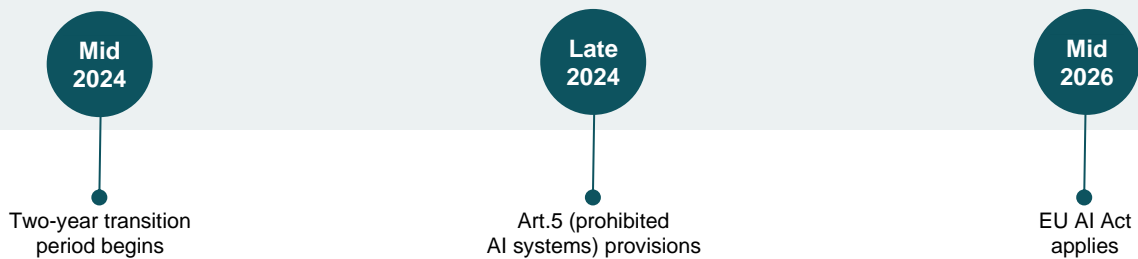 Mid
2024
Late
2024
Mid
2026
Two-year transition
period begins
Art.5 (prohibited
AI systems) provisions
EU AI Act
applies